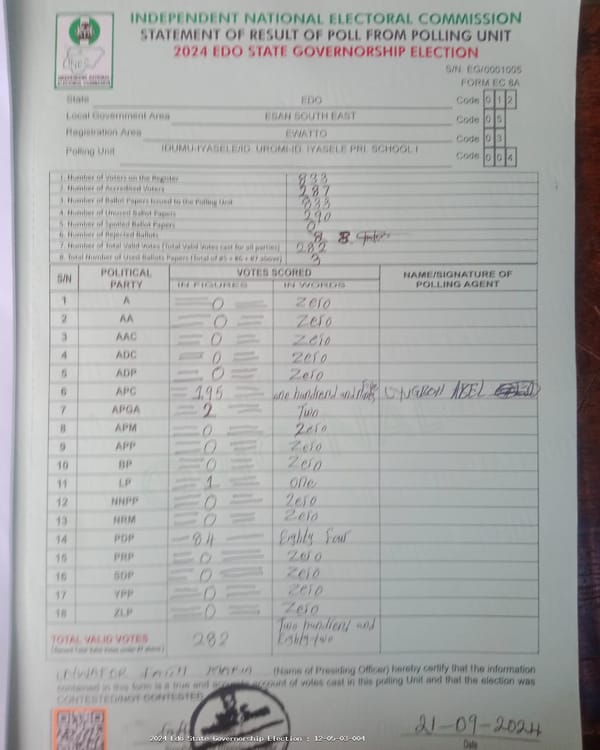 INDEPENDENT NATIONAL ELECTORAL COMMISSION
STATEMENT OF RESULT OF POLL FROM POLLING UNIT
2024 EDO STATE GOVERNORSHIP ELECTION
S/N: EG/0001005
FORM EC 8A
State EDO Code 0 1 2
Local Government Area ESAN SOUTH EAST Code 0 5
Registration Area EWATTO Code 0 3
Polling Unit IDUMU-IYASELE/ID. UROMI-ID. IYASELE PRI. SCHOOL I Code 0 0 4
1. Number of Voters on the Register 833
2. Number of Accredited Voters 287
3. Number of Ballot Papers Issued to the Polling Unit 833
4. Number of Unused Ballot Papers 290
5. Number of Spoiled Ballot Papers 0
6. Number of Rejected Ballots 8 8
7. Number of Total Valid Votes (Total Valid Votes cast for all parties) 282
8. Total Number of Used Ballots Papers (Total of #5 + #6 + #7 above) 3
S/N POLITICAL PARTY VOTES SCORED NAME/SIGNATURE OF POLLING AGENT
IN FIGURES IN WORDS
1 A 0 Zero
2 AA 0 Zero
3 AAC 0 Zero
4 ADC 0 Zero
5 ADP 0 Zero
6 APC 195 one hundred and
7 APGA 2 Two
8 APM 0 Zero
9 APP 0 Zero
10 BP 0 Zero
11 LP 1 one
12 NNPP 0 Zero
13 NRM 0 Zero
14 PDP 84 Eighty Four
15 PRP 0 Zero
16 SDP 0 Zero
17 YPP 0 Zero
18 ZLP 0 Zero
TOTAL VALID VOTES 282 Two hundred and Eighty-two
(Name of Presiding Officer) hereby certify that the information
contained in this form is a true and accurate account of votes cast in this polling Unit and that the election was
CONTESTED/NOT CONTESTED
21-09-2024
Date
2024 Edo State Governorship Election : 12-05-03-004